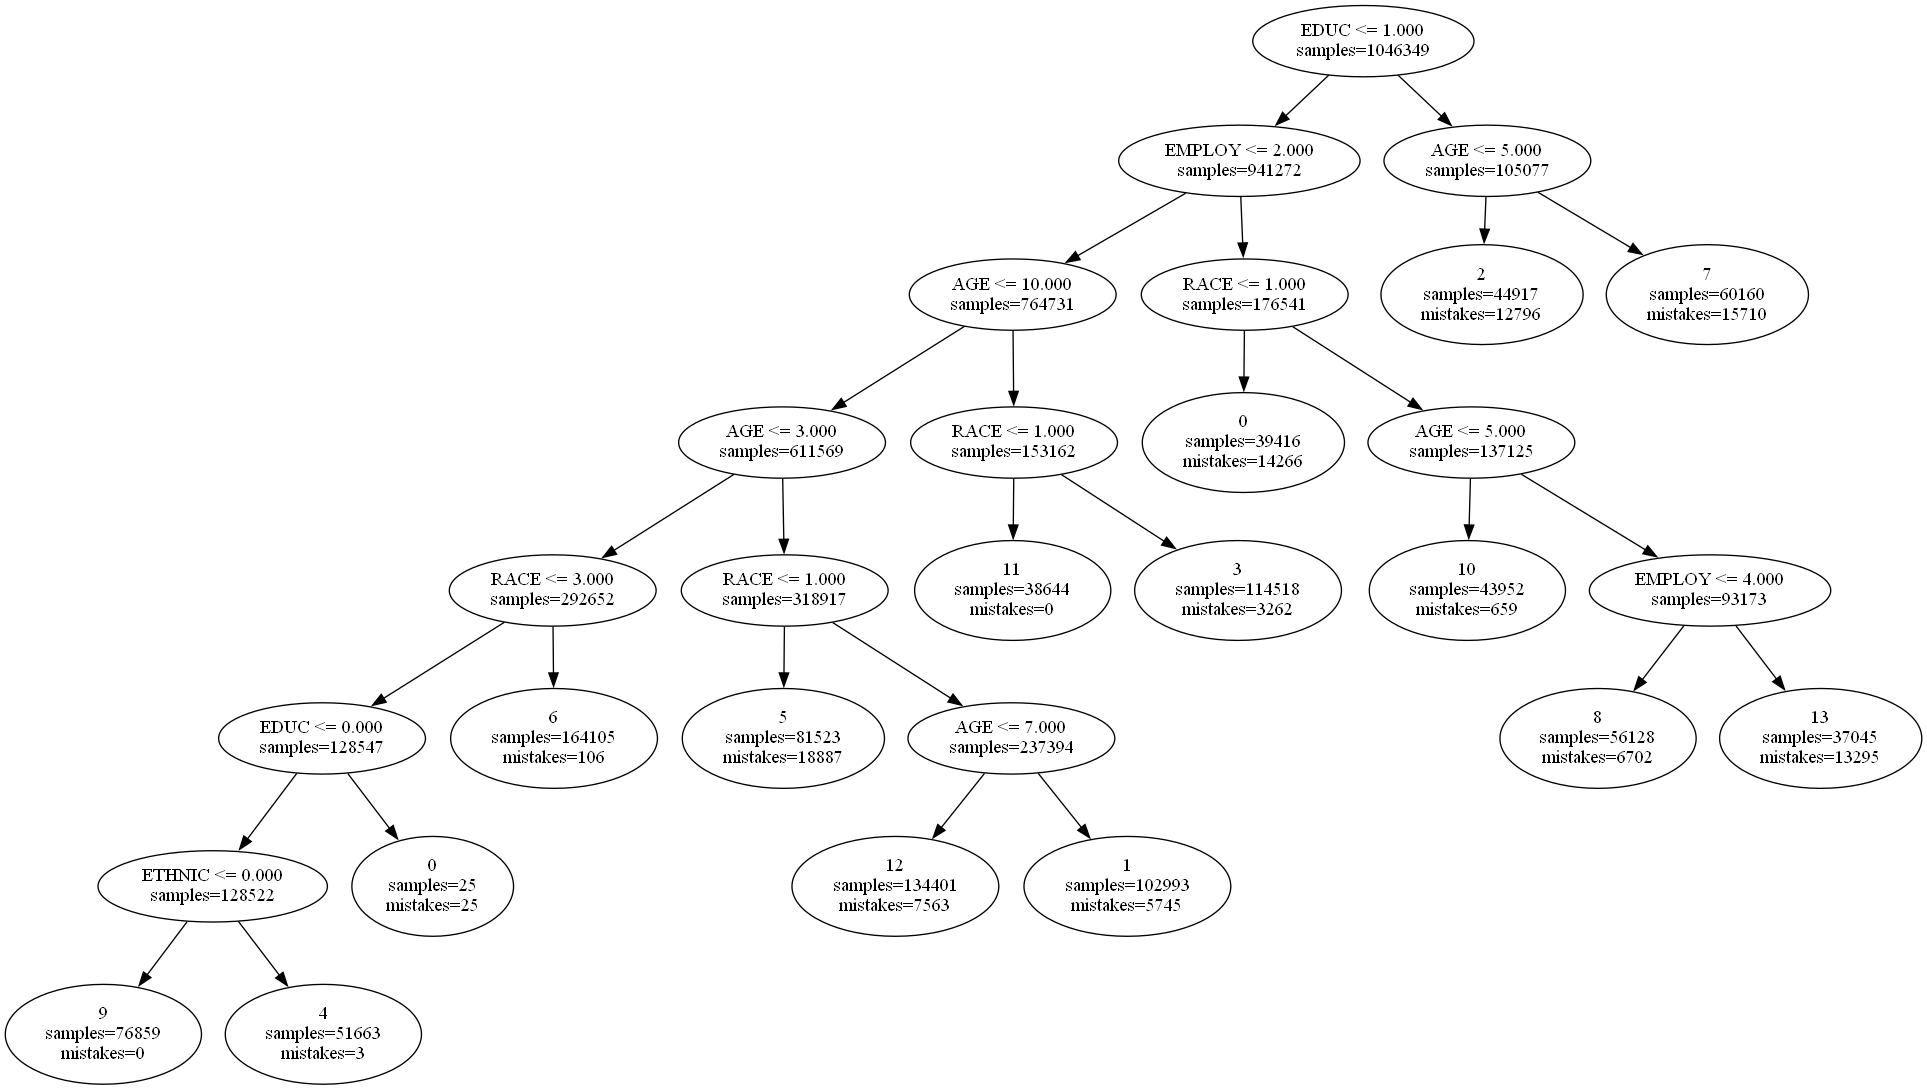 EDUC <= 1.000
samples=1046349
EMPLOY <= 2.000
samples=941272
AGE <= 5.000
samples=105077
AGE <= 10.000
samples=764731
RACE <= 1.000
samples=176541
2
samples=44917
mistakes=12796
7
samples=60160
mistakes=15710
AGE <= 3.000
samples=611569
RACE <= 1.000
samples=153162
0
samples=39416
mistakes=14266
AGE <= 5.000
samples=137125
RACE <= 3.000
samples=292652
RACE <= 1.000
samples=318917
11
samples=38644
mistakes=0
3
samples=114518
mistakes=3262
10
samples=43952
mistakes=659
EMPLOY <= 4.000
samples=93173
EDUC <= 0.000
samples=128547
6
samples=164105
mistakes=106
5
samples=81523
mistakes=18887
AGE <= 7.000
samples=237394
8
samples=56128
mistakes=6702
13
samples=37045
mistakes=13295
ETHNIC <= 0.000
samples=128522
0
samples=25
mistakes=25
12
samples=134401
mistakes=7563
1
samples=102993
mistakes=5745
9
samples=76859
mistakes=0
4
samples=51663
mistakes=3